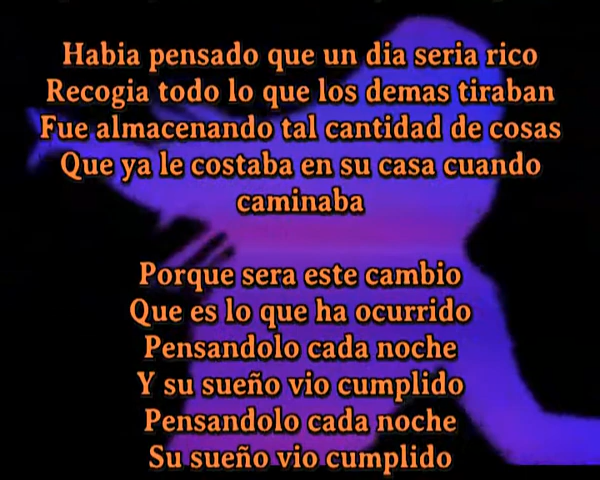 Habia pensado que un dia seria rico
Recogia todo lo que los demas tiraban
Fue almacenando tal cantidad de cosas
Que ya le costaba en su casa cuando
caminaba
Porque sera este cambio
Que es lo que ha ocurrido
Pensandolo cada noche
Y su sueño vio cumplido
Pensandolo cada noche
Su sueño vio cumplido